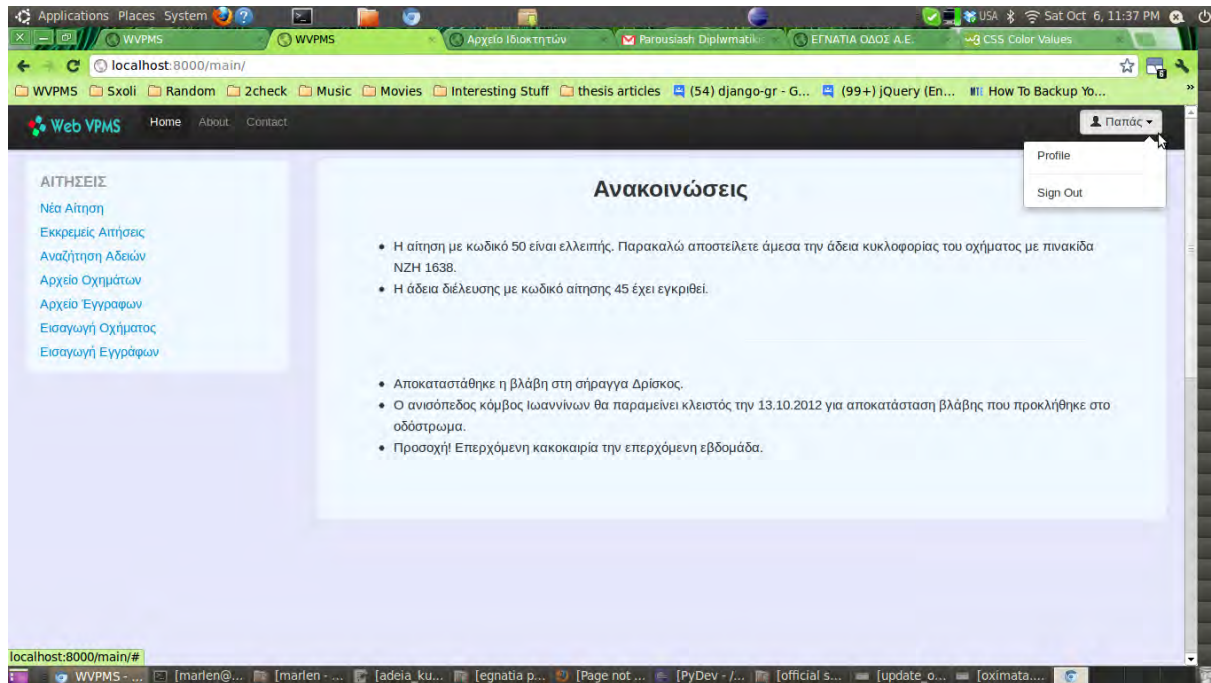 Applications Places System USA Sat Oct 6, 11:37 PM
WVPMS WVPMS Αρχείο Ιδιοκτητών Parousiash Diplwmatik ΕΓΝΑΤΙΑ ΟΔΟΣ Α.Ε. CSS Color Values
localhost:8000/main/
WVPMS Sxoli Random 2check Music Movies Interesting Stuff thesis articles (54) django-gr - G... (99+) jQuery (En... How To Backup Yo... »
Web VPMS Home About Contact Παπάς
Profile
Sign Out
ΑΙΤΗΣΕΙΣ
Νέα Αίτηση
Εκκρεμείς Αιτήσεις
Αναζήτηση Αδειών
Αρχείο Οχημάτων
Αρχείο Έγγραφων
Εισαγωγή Οχήματος
Εισαγωγή Εγγράφων
Ανακοινώσεις
• Η αίτηση με κωδικό 50 είναι ελλειπής. Παρακαλώ αποστείλετε άμεσα την άδεια κυκλοφορίας του οχήματος με πινακίδα
NZH 1638.
• Η άδεια διέλευσης με κωδικό αίτησης 45 έχει εγκριθεί.
• Αποκαταστάθηκε η βλάβη στη σήραγγα Δρίσκος.
• Ο ανισόπεδος κόμβος Ιωαννίνων θα παραμείνει κλειστός την 13.10.2012 για αποκατάσταση βλάβης που προκλήθηκε στο
οδόστρωμα.
• Προσοχή! Επερχόμενη κακοκαιρία την επερχόμενη εβδομάδα.
localhost:8000/main/#
WVPMS - ... [marlen@... [marlen - ... [adeia_ku... [egnatia p... [Page not ... [PyDev - /... [official s... [update_o... [oximata....